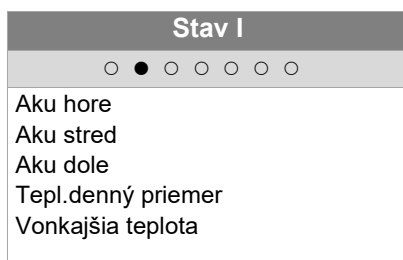 Stav I
Aku hore
Aku stred
Aku dole
Tepl.denný priemer
Vonkajšia teplota